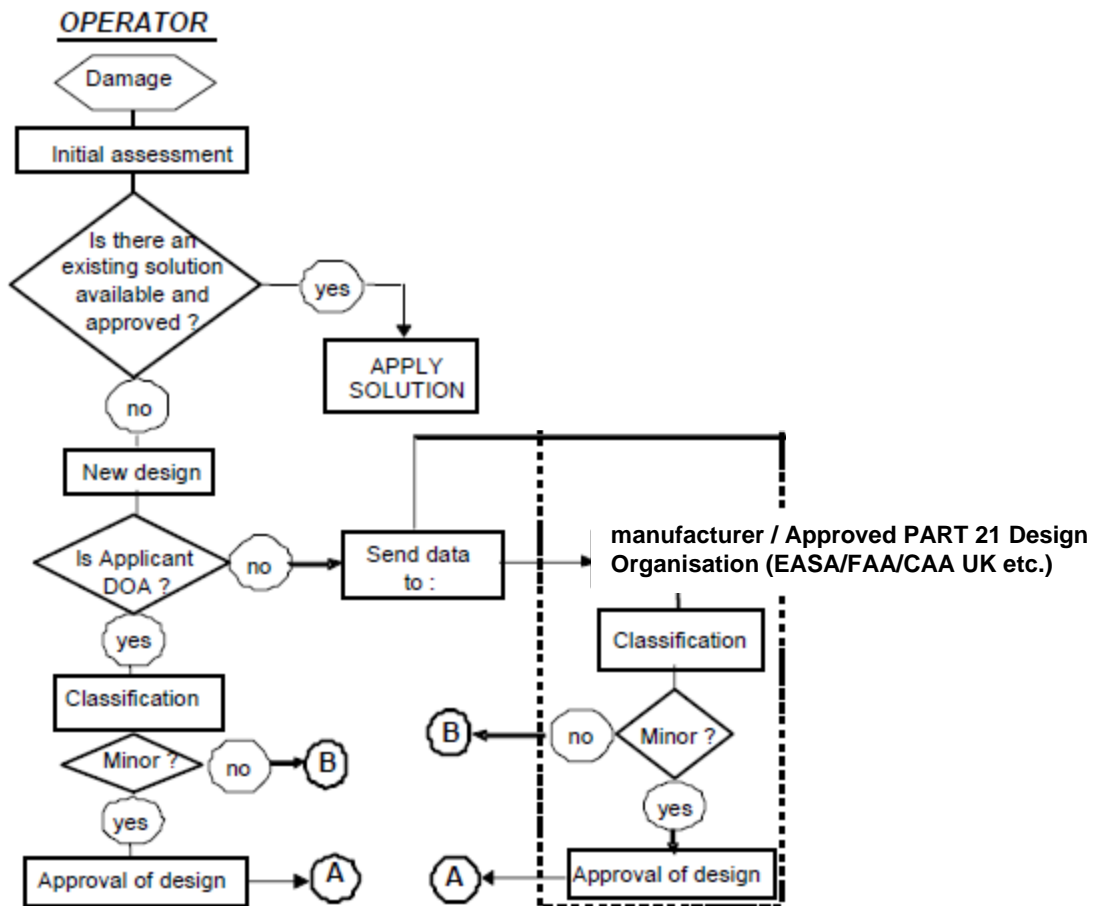 OPERATOR
Damage
Initial assessment
Is there an
existing solution
available and
approved ?
yes
APPLY
SOLUTION
no
New design
Is Applicant
DOA ?
no
Send data
to :
manufacturer / Approved PART 21 Design
Organisation (EASA/FAA/CAA UK etc.)
yes
Classification
Classification
Minor ?
no
B
B
no
Minor ?
yes
yes
Approval of design
A
A
Approval of design